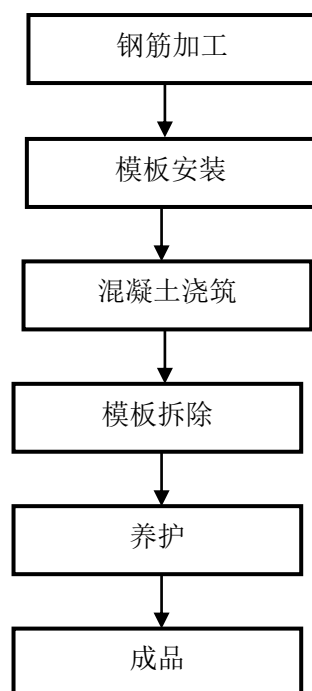 钢筋加工
模板安装
混凝土浇筑
模板拆除
养护
成品